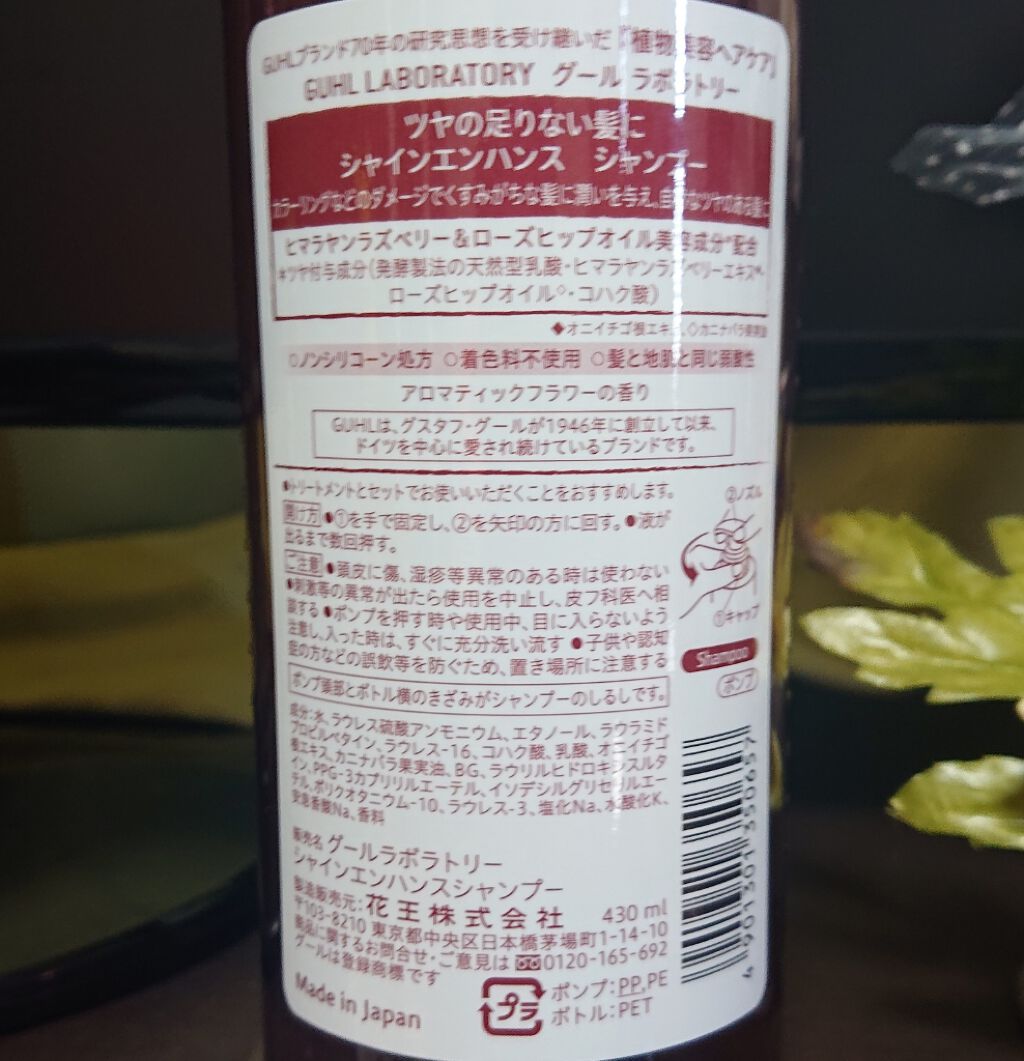 GUHLブランド70年の研究思想を受け継いだ『植物美容ヘアケア』
GUHL LABORATORY グール ラボラトリー
ツヤの足りない髪に
シャインエンハンス シャンプー
カラーリングなどのダメージでくすみがちな髪に潤いを与え、自然なツヤのある髪に
ヒマラヤンラズベリー&ローズヒップオイル美容成分*配合
*ツヤ付与成分(発酵製法の天然型乳酸・ヒマラヤンラズベリーエキス◆・
ローズヒップオイル◇・コハク酸)
◆オニイチゴ根エキス、◇カニナバラ果実油
○ノンシリコーン処方 ○着色料不使用 ○髪と地肌と同じ弱酸性
アロマティックフラワーの香り
GUHLは、グスタフ・グールが1946年に創立して以来、
ドイツを中心に愛され続けているブランドです。
●トリートメントとセットでお使いいただくことをおすすめします。
開け方 ●①を手で固定し、②を矢印の方に回す。●液が
出るまで数回押す。
ご注意 ●頭皮に傷、湿疹等異常のある時は使わない
●刺激等の異常が出たら使用を中止し、皮フ科医へ相
談する ●ポンプを押す時や使用中、目に入らないよう
注意し、入った時は、すぐに充分洗い流す ●子供や認知
症の方などの誤飲等を防ぐため、置き場所に注意する
②ノズル
①キャップ
Shampoo
ポンプ
ポンプ頭部とボトル横のきざみがシャンプーのしるしです。
成分:水、ラウレス硫酸アンモニウム、エタノール、ラウラミド
プロピルベタイン、ラウレス-16、コハク酸、乳酸、オニイチゴ
根エキス、カニナバラ果実油、BG、ラウリルヒドロキシスルタ
イン、PPG-3カプリリルエーテル、イソデシルグリセリルエー
テル、ポリクオタニウム-10、ラウレス-3、塩化Na、水酸化K、
安息香酸Na、香料
販売名 グールラボラトリー
シャインエンハンスシャンプー
製造販売元:花王株式会社 430 ml
〒103-8210 東京都中央区日本橋茅場町1-14-10
商品に関するお問合せ・ご意見は 0120-165-692
グールは登録商標です
Made in Japan
プラ
ポンプ:PP,PE
ボトル:PET
4 901301 350657